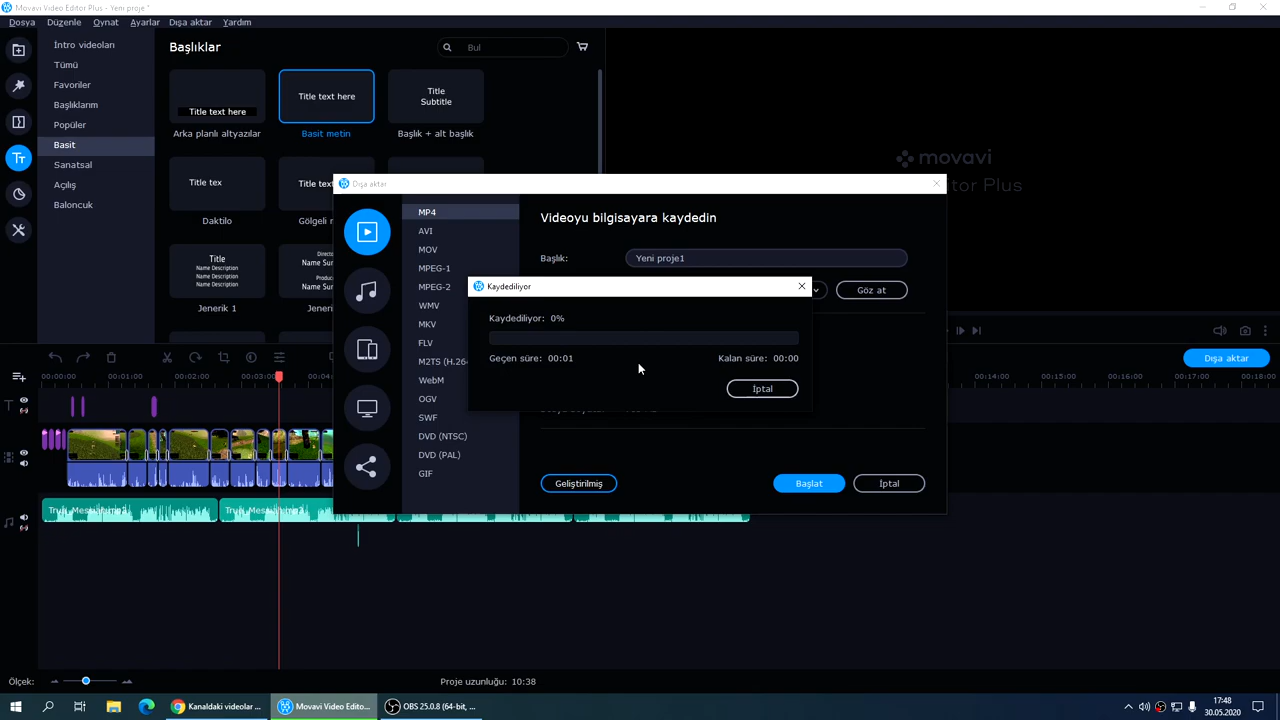 Movavi Video Editor Plus - Yeni proje *
Dosya Düzenle Oynat Ayarlar Dışa aktar Yardım
İntro videoları
Tümü
Favoriler
Başlıklarım
Popüler
Basit
Sanatsal
Açılış
Baloncuk
Başlıklar
Bul
Title text here
Title text here
Title
Subtitle
Arka planlı altyazılar
Basit metin
Başlık + alt başlık
Title tex
Daktilo
Gölgeli
Title
Name Description
Name Description
Name Description
Jenerik 1
movavi
itor Plus
Dışa aktar
MP4
AVI
MOV
MPEG-1
MPEG-2
WMV
MKV
FLV
M2TS (H.264
WebM
OGV
SWF
DVD (NTSC)
DVD (PAL)
GIF
Videoyu bilgisayara kaydedin
Başlık:
Yeni proje1
Göz at
Kaydediliyor
Kaydediliyor: 0%
Geçen süre: 00:01
Kalan süre: 00:00
İptal
Geliştirilmiş
Başlat
İptal
Dışa aktar
00:00:00 00:01:00 00:02:00 00:03:00 00:04: 00:14:00 00:15:00 00:16:00 00:17:00 00:18:00
Ölçek:
Proje uzunluğu: 10:38
Kanaldaki videolar ...
Movavi Video Edito...
OBS 25.0.8 (64-bit, ...
17:48
30.05.2020